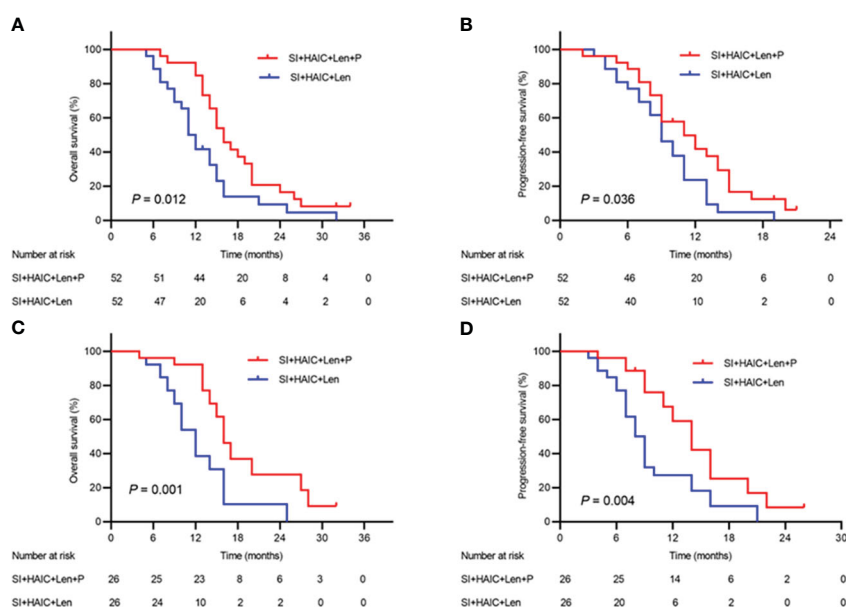 A
SI+HAIC+Len+P
SI+HAIC+Len
Overall survival (%)
100
80
60
40
20
0
P = 0.012
0 6 12 18 24 30 36
Number at risk
Time (months)
SI+HAIC+Len+P 52 51 44 20 8 4 0
SI+HAIC+Len 52 47 20 6 4 2 0
B
SI+HAIC+Len+P
SI+HAIC+Len
Progression-free survival (%)
100
80
60
40
20
0
P = 0.036
0 6 12 18 24
Number at risk
Time (months)
SI+HAIC+Len+P 52 46 20 6 0
SI+HAIC+Len 52 40 10 2 0
C
SI+HAIC+Len+P
SI+HAIC+Len
Overall survival (%)
100
80
60
40
20
0
P = 0.001
0 6 12 18 24 30 36
Number at risk
Time (months)
SI+HAIC+Len+P 26 25 23 8 6 3 0
SI+HAIC+Len 26 24 10 2 2 0 0
D
SI+HAIC+Len+P
SI+HAIC+Len
Progression-free survival (%)
100
80
60
40
20
0
P = 0.004
0 6 12 18 24 30
Number at risk
Time (months)
SI+HAIC+Len+P 26 25 14 6 2 0
SI+HAIC+Len 26 20 6 2 0 0